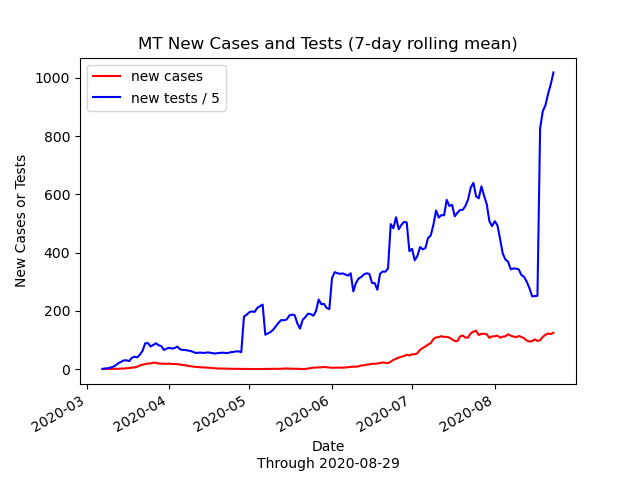 MT New Cases and Tests (7-day rolling mean)
new cases
new tests / 5
New Cases or Tests
1000
800
600
400
200
0
2020-03
2020-04
2020-05
2020-06
2020-07
2020-08
Date
Through 2020-08-29